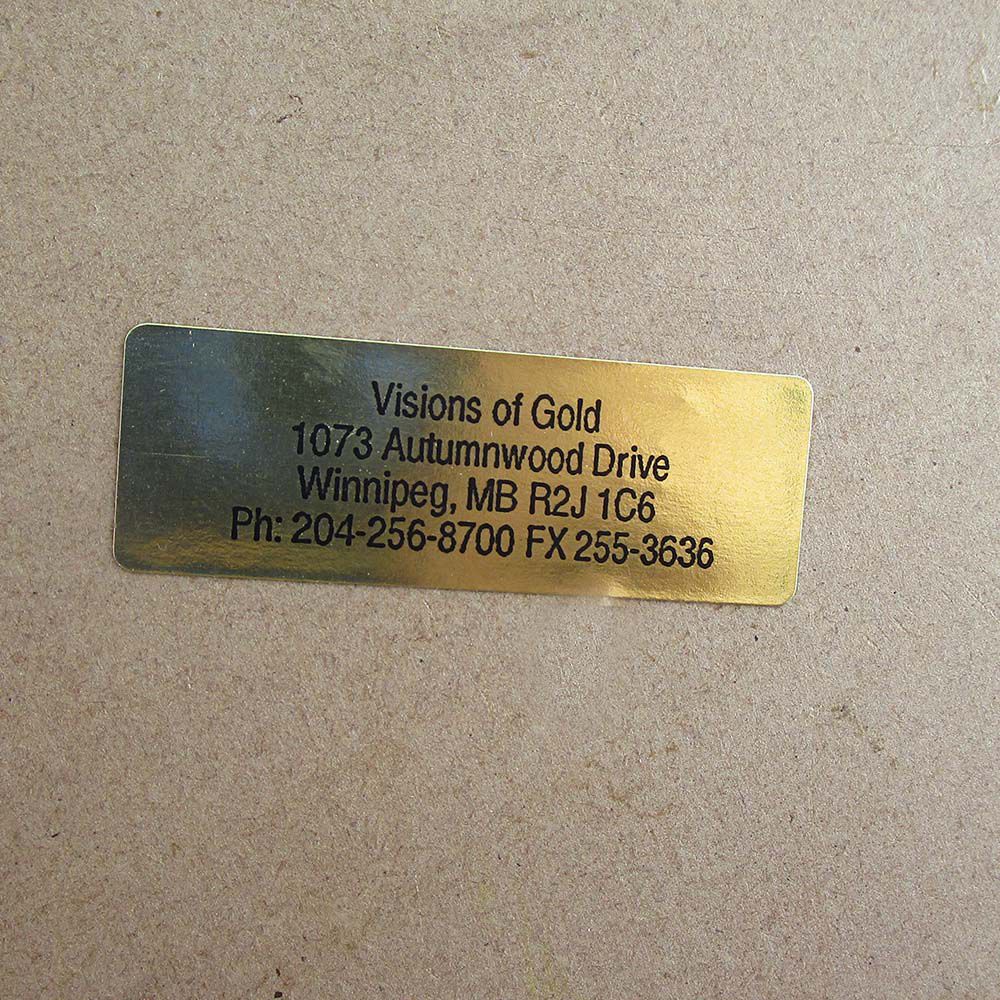 Visions of Gold
1073 Autumnwood Drive
Winnipeg, MB R2J 1C6
Ph: 204-256-8700 FX 255-3636